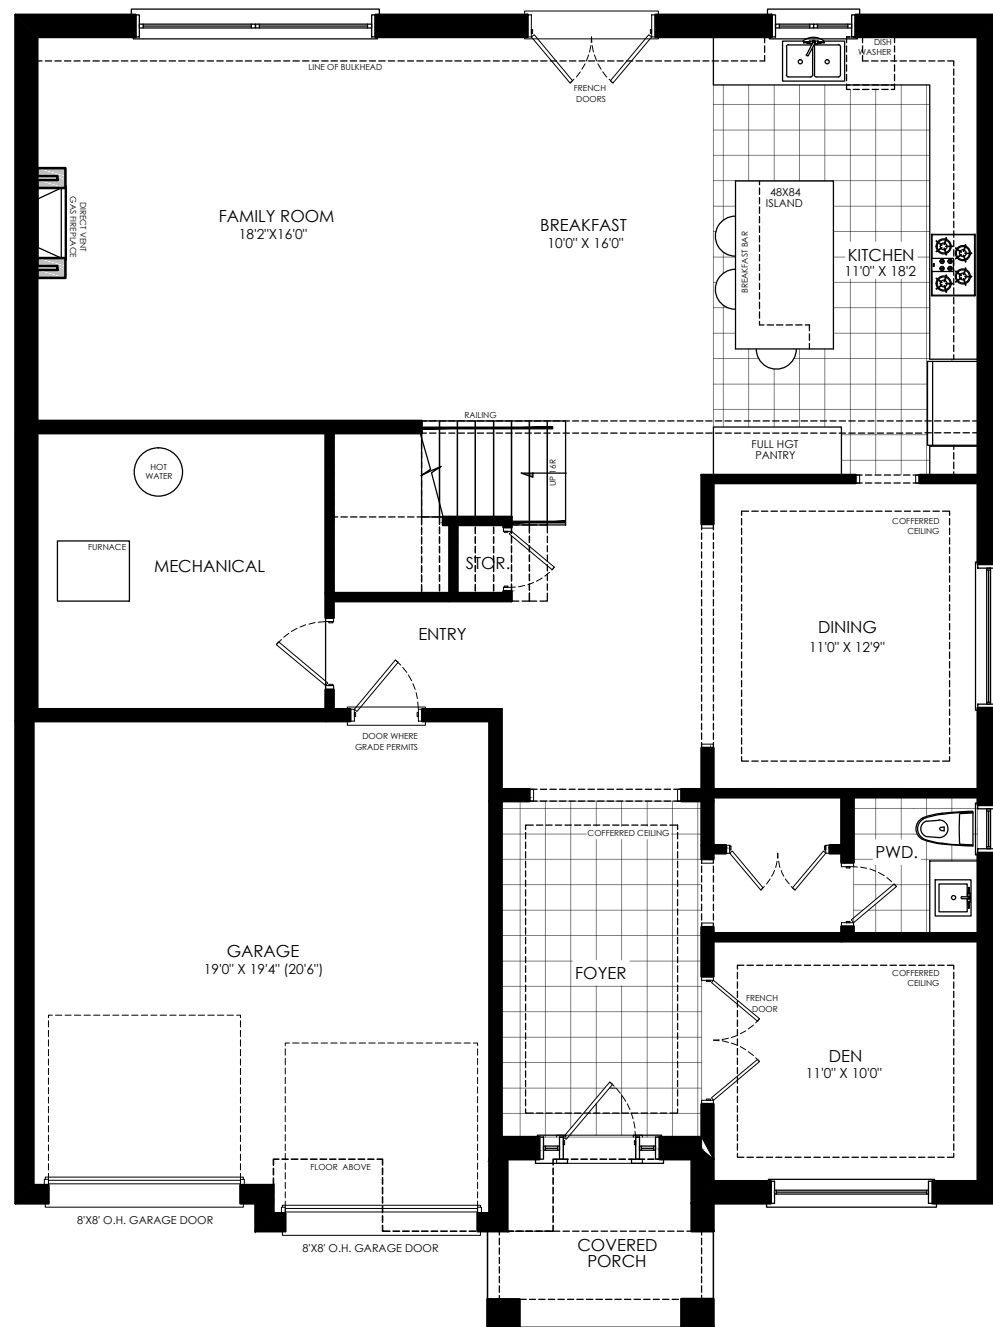 DISH
WASHER
LINE OF BULKHEAD
FRENCH
DOORS
48X84
ISLAND
DIRECT VENT
GAS FIREPLACE
FAMILY ROOM
18'2"X16'0"
BREAKFAST
10'0" X 16'0"
BREAKFAST BAR
KITCHEN
11'0" X 18'2
RAILING
FULL HGT
PANTRY
UP 16R
HOT
WATER
COFFERRED
CEILING
FURNACE
MECHANICAL
STOR.
ENTRY
DINING
11'0" X 12'9"
DOOR WHERE
GRADE PERMITS
COFFERRED CEILING
PWD.
GARAGE
19'0" X 19'4" (20'6")
FOYER
COFFERRED
CEILING
FRENCH
DOOR
DEN
11'0" X 10'0"
FLOOR ABOVE
8'X8' O.H. GARAGE DOOR
8'X8' O.H. GARAGE DOOR
COVERED
PORCH